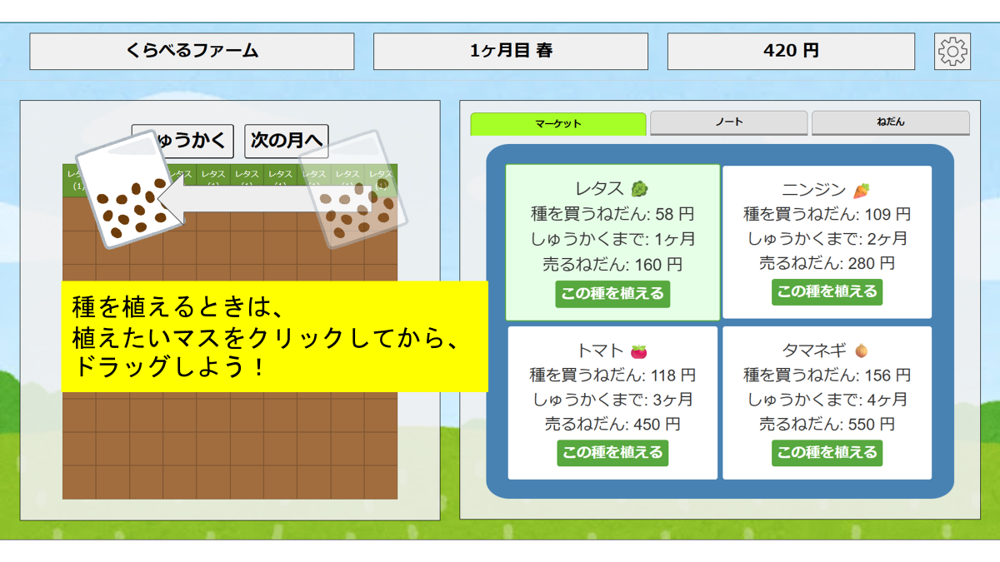 くらべるファーム
1ヶ月目 春
420 円
ゅうかく
次の月へ
レタス レタス レタス レタス レタス レタス レタス
(1) (1) (1) (1) (1) (1)
種を植えるときは、
植えたいマスをクリックしてから、
ドラッグしよう！
マーケット
ノート
ねだん
レタス
種を買うねだん: 58 円
しゅうかくまで: 1ヶ月
売るねだん: 160 円
この種を植える
ニンジン
種を買うねだん: 109 円
しゅうかくまで: 2ヶ月
売るねだん: 280 円
この種を植える
トマト
種を買うねだん: 118 円
しゅうかくまで: 3ヶ月
売るねだん: 450 円
この種を植える
タマネギ
種を買うねだん: 156 円
しゅうかくまで: 4ヶ月
売るねだん: 550 円
この種を植える